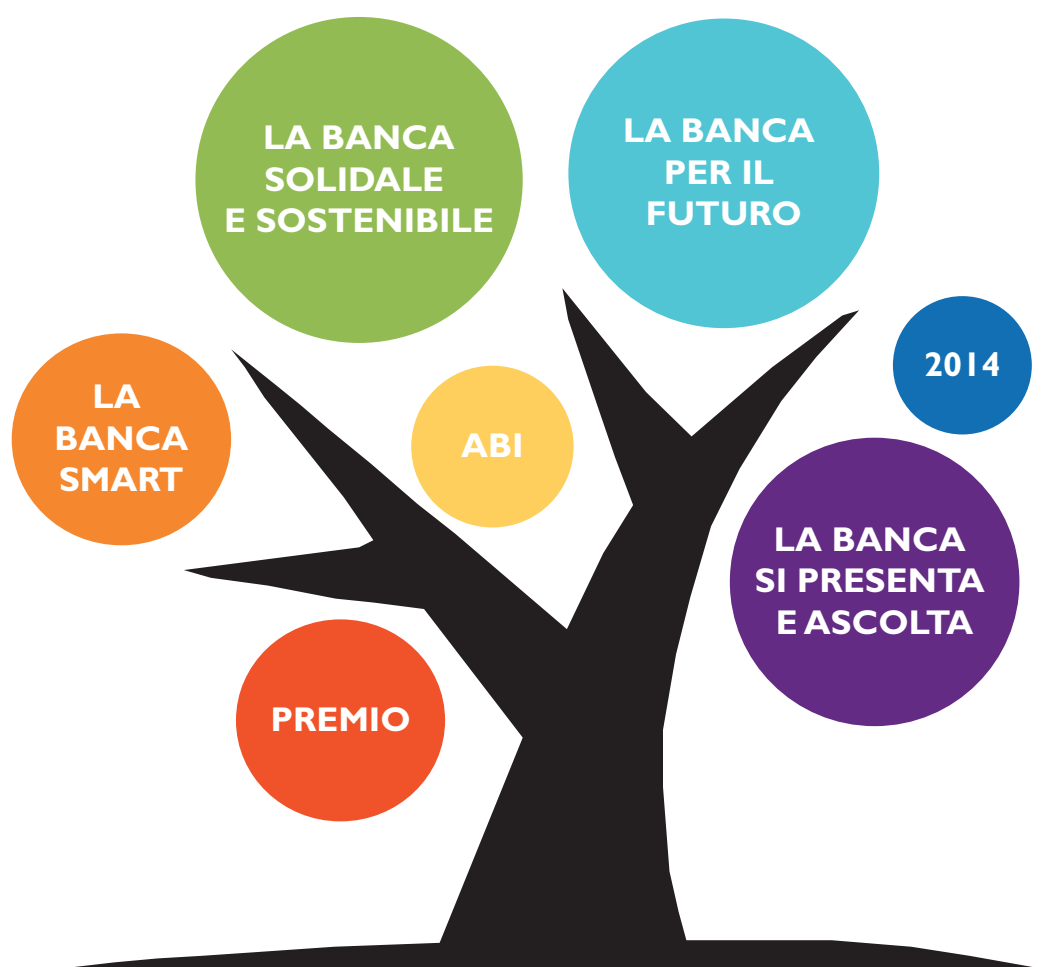 LA BANCA
SOLIDALE
E SOSTENIBILE
LA BANCA
PER IL
FUTURO
2014
LA
BANCA
SMART
ABI
LA BANCA
SI PRESENTA
E ASCOLTA
PREMIO